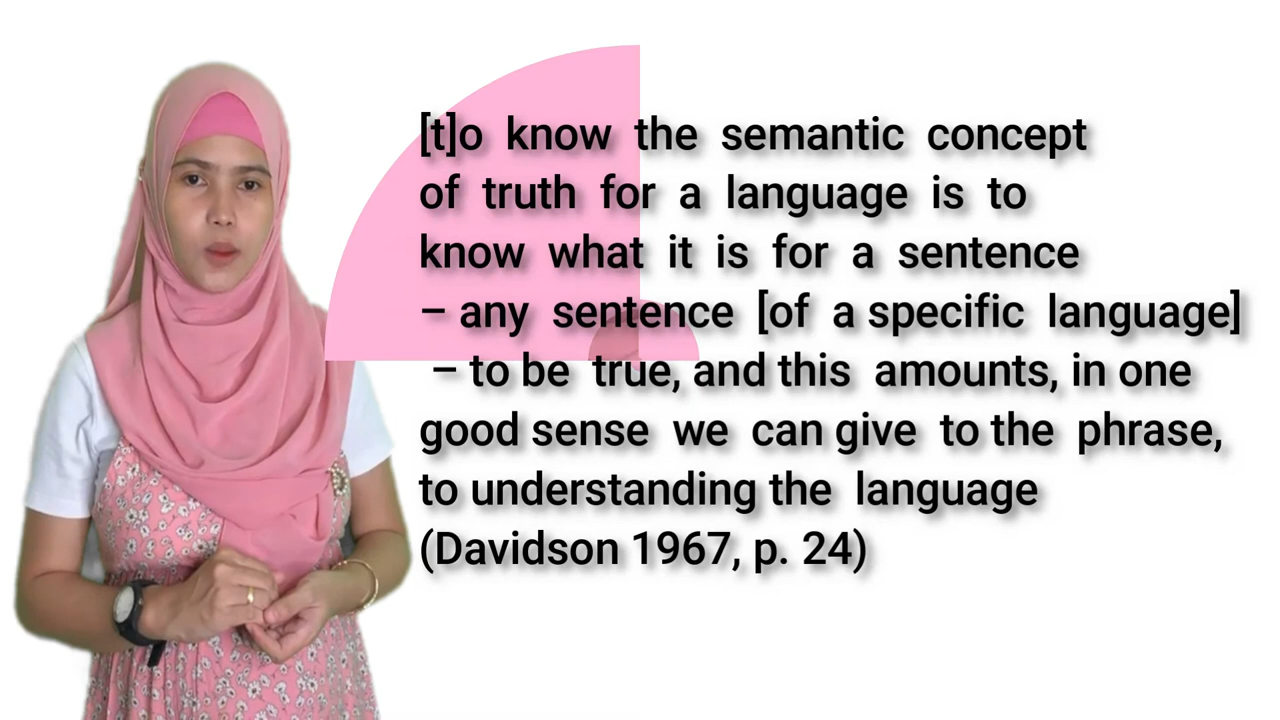 [t]o know the semantic concept
of truth for a language is to
know what it is for a sentence
– any sentence [of a specific language]
– to be true, and this amounts, in one
good sense we can give to the phrase,
to understanding the language
(Davidson 1967, p. 24)